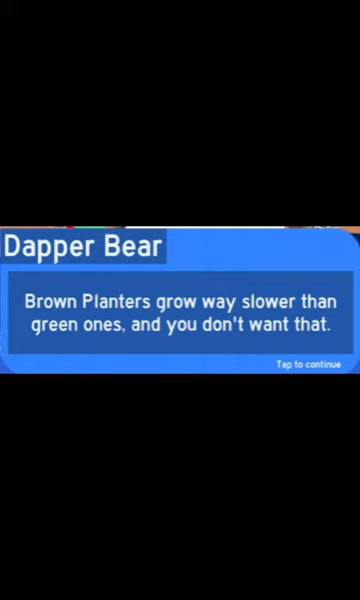 Dapper Bear
Brown Planters grow way slower than
green ones, and you don't want that.
Tap to continue